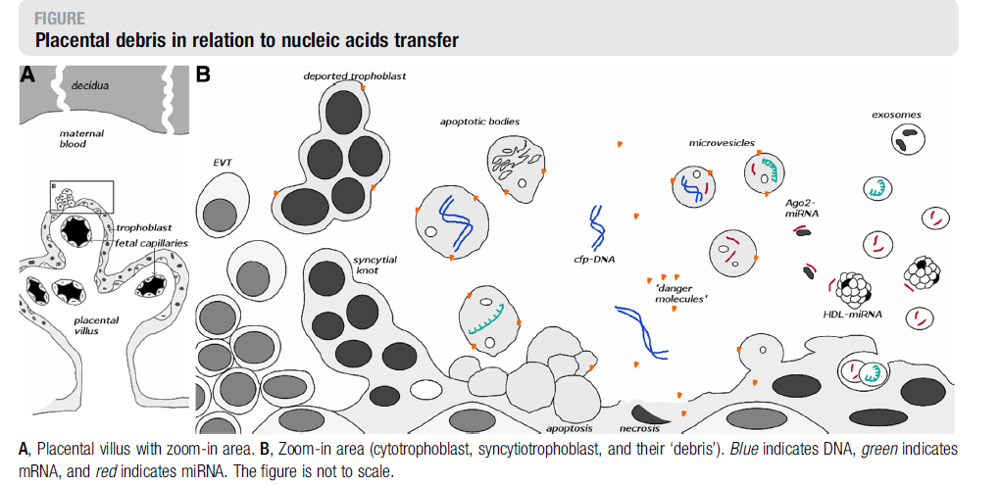 FIGURE
Placental debris in relation to nucleic acids transfer
A
decidua
maternal
blood
B
trophoblast
fetal capillaries
placental
villus
B
deported trophoblast
EVT
apoptotic bodies
syncytial
knot
cfp-DNA
'danger
molecules'
microvesicles
exosomes
Ago2-
miRNA
HDL-miRNA
apoptosis
necrosis
A, Placental villus with zoom-in area. B, Zoom-in area (cytotrophoblast, syncytiotrophoblast, and their 'debris'). Blue indicates DNA, green indicates
mRNA, and red indicates miRNA. The figure is not to scale.